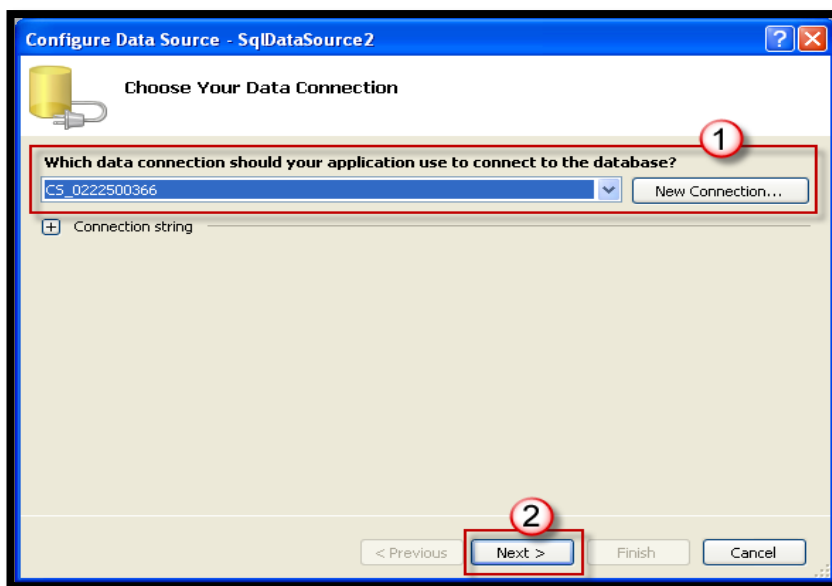 Configure Data Source - SqlDataSource2
Choose Your Data Connection
1
Which data connection should your application use to connect to the database?
CS_0222500366
New Connection...
Connection string
2
< Previous
Next >
Finish
Cancel